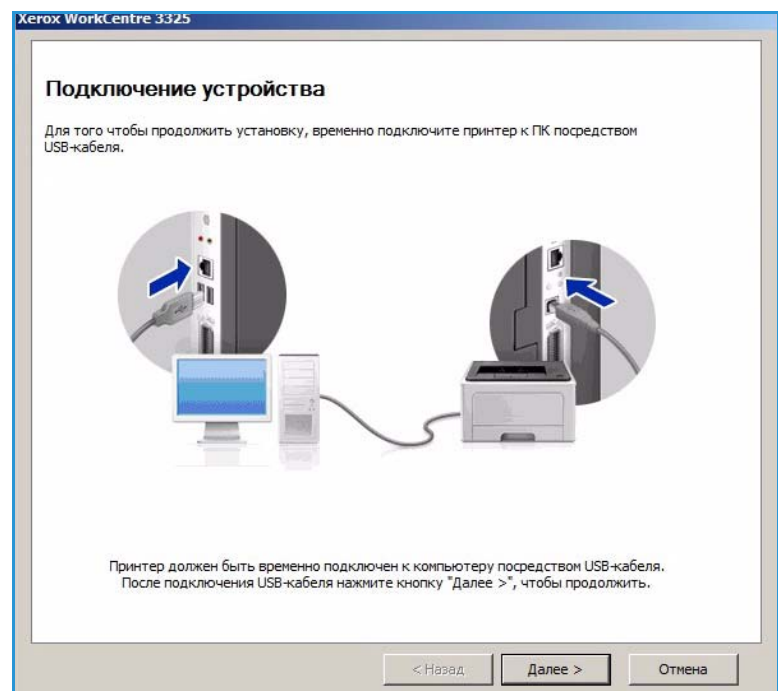 Xerox WorkCentre 3325
Подключение устройства
Для того чтобы продолжить установку, временно подключите принтер к ПК посредством
USB-кабеля.
Принтер должен быть временно подключен к компьютеру посредством USB-кабеля.
После подключения USB-кабеля нажмите кнопку "Далее >", чтобы продолжить.
< Назад
Далее >
Отмена